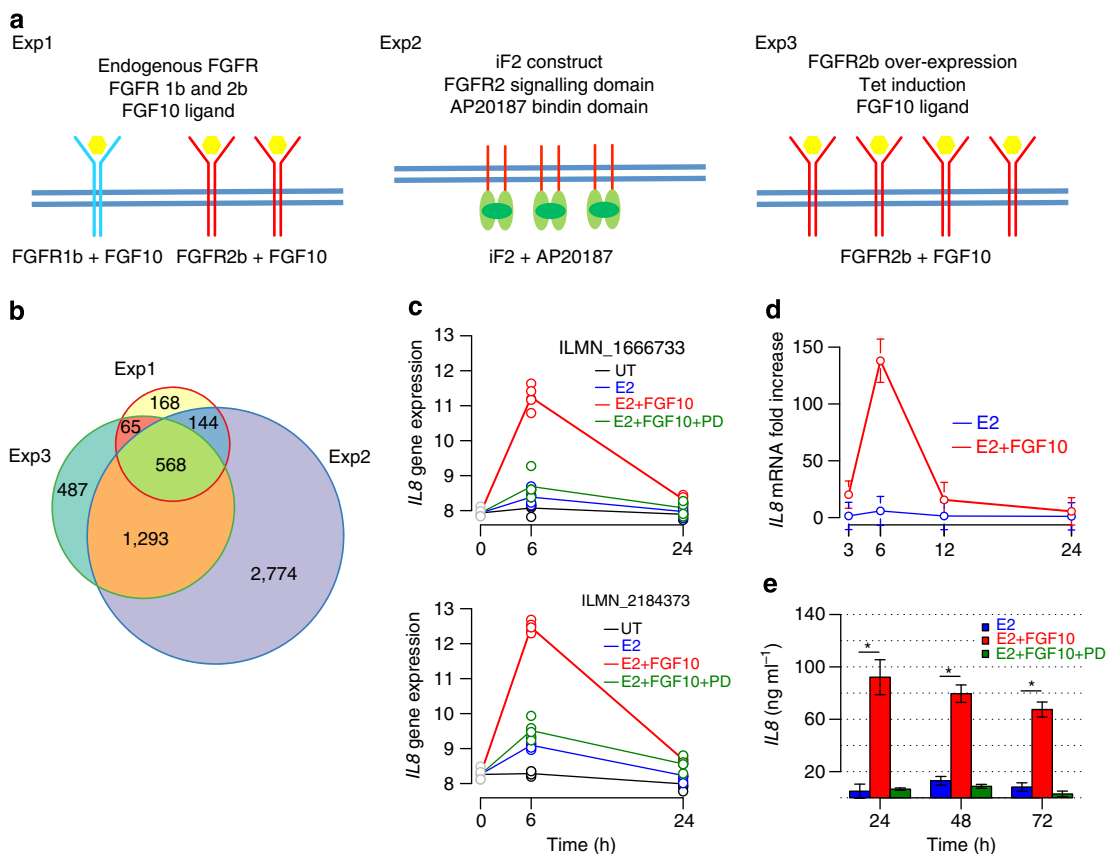 a
Exp1
Endogenous FGFR
FGFR 1b and 2b
FGF10 ligand
FGFR1b + FGF10 FGFR2b + FGF10
Exp2
iF2 construct
FGFR2 signalling domain
AP20187 bindin domain
iF2 + AP20187
Exp3
FGFR2b over-expression
Tet induction
FGF10 ligand
FGFR2b + FGF10
b
Exp1
168
65
144
Exp3
568
Exp2
487
1,293
2,774
c
IL8 gene expression
13
12
11
10
9
8
ILMN_1666733
UT
E2
E2+FGF10
E2+FGF10+PD
0 6 24
IL8 gene expression
13
12
11
10
9
8
ILMN_2184373
UT
E2
E2+FGF10
E2+FGF10+PD
0 6 24
Time (h)
d
IL8 mRNA fold increase
150
100
50
0
E2
E2+FGF10
3 6 12 24
e
IL8 (ng ml⁻¹)
140
100
60
20
E2
E2+FGF10
E2+FGF10+PD
* * *
24 48 72
Time (h)